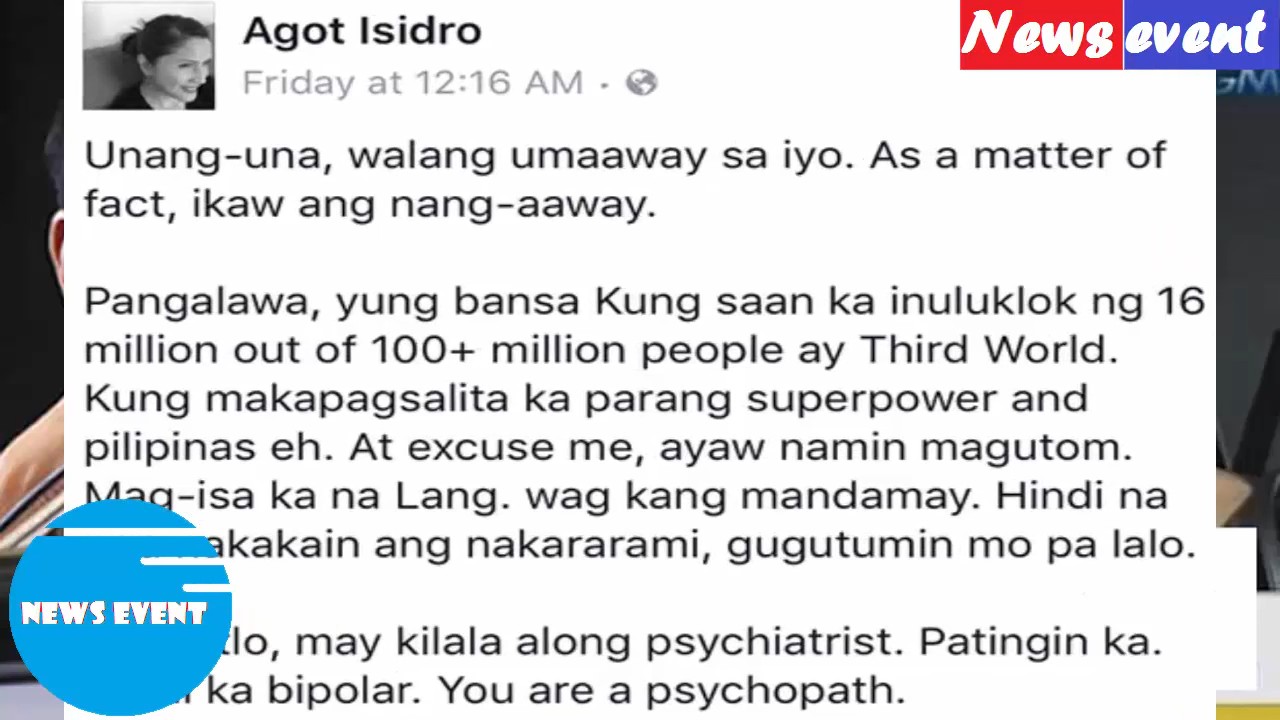 Agot Isidro
Friday at 12:16 AM ·
News event
GM
Unang-una, walang umaaway sa iyo. As a matter of
fact, ikaw ang nang-aaway.
Pangalawa, yung bansa Kung saan ka inuluklok ng 16
million out of 100+ million people ay Third World.
Kung makapagsalita ka parang superpower and
pilipinas eh. At excuse me, ayaw namin magutom.
Mag-isa ka na Lang. wag kang mandamay. Hindi na
ang nakararami, gugutumin mo pa lalo.
may kilala along psychiatrist. Patingin ka.
ka bipolar. You are a psychopath.
NEWS EVENT